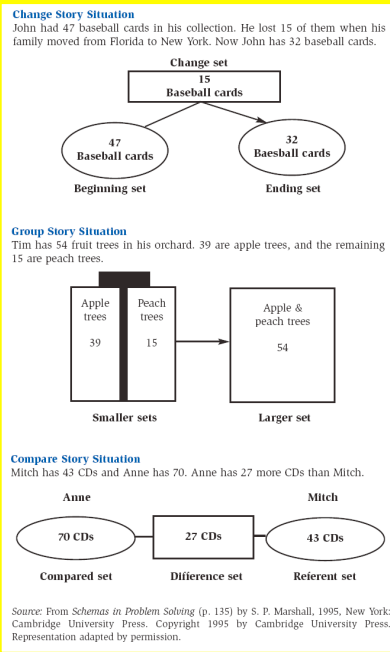 Change Story Situation
John had 47 baseball cards in his collection. He lost 15 of them when his
family moved from Florida to New York. Now John has 32 baseball cards.
Change set
15
Baseball cards
47
Baseball cards
32
Baesball cards
Beginning set
Ending set
Group Story Situation
Tim has 54 fruit trees in his orchard. 39 are apple trees, and the remaining
15 are peach trees.
Apple
trees
39
Peach
trees
15
Apple &
peach trees
54
Smaller sets
Larger set
Compare Story Situation
Mitch has 43 CDs and Anne has 70. Anne has 27 more CDs than Mitch.
Anne
Mitch
70 CDs
27 CDs
43 CDs
Compared set
Difference set
Referent set
Source: From Schemas in Problem Solving (p. 135) by S. P. Marshall, 1995, New York:
Cambridge University Press. Copyright 1995 by Cambridge University Press.
Representation adapted by permission.